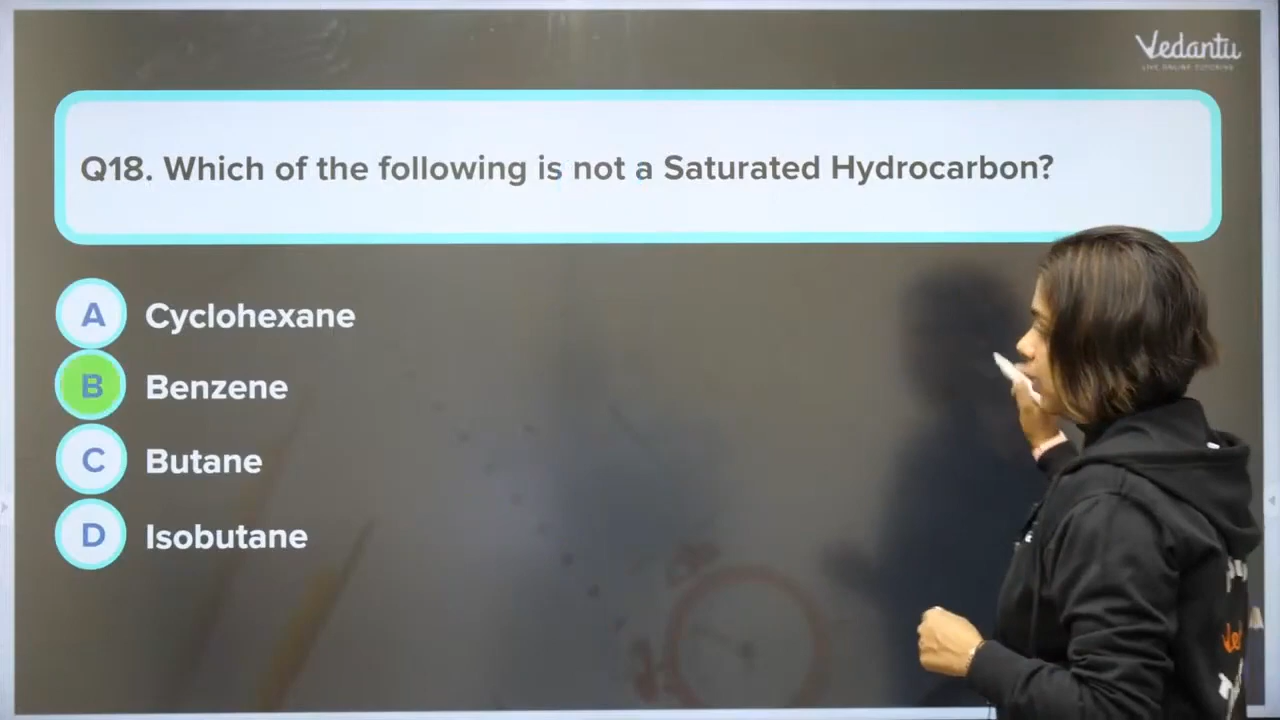 Vedantu
LIVE ONLINE TUTORING
Q18. Which of the following is not a Saturated Hydrocarbon?
A Cyclohexane
B Benzene
C Butane
D Isobutane